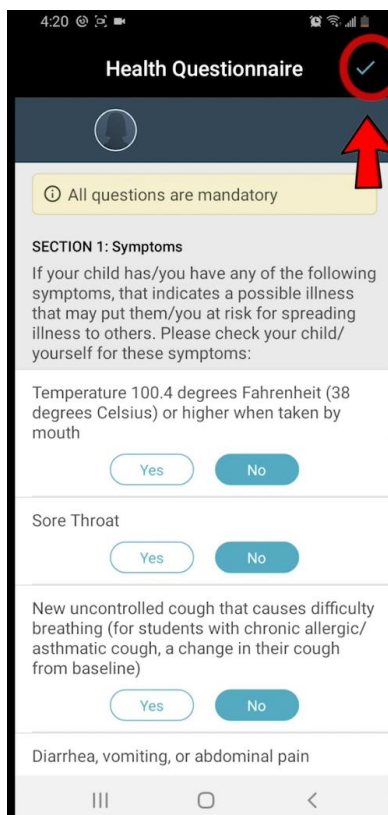 4:20
Health Questionnaire
All questions are mandatory
SECTION 1: Symptoms
If your child has/you have any of the following
symptoms, that indicates a possible illness
that may put them/you at risk for spreading
illness to others. Please check your child/
yourself for these symptoms:
Temperature 100.4 degrees Fahrenheit (38
degrees Celsius) or higher when taken by
mouth
Yes No
Sore Throat
Yes No
New uncontrolled cough that causes difficulty
breathing (for students with chronic allergic/
asthmatic cough, a change in their cough
from baseline)
Yes No
Diarrhea, vomiting, or abdominal pain